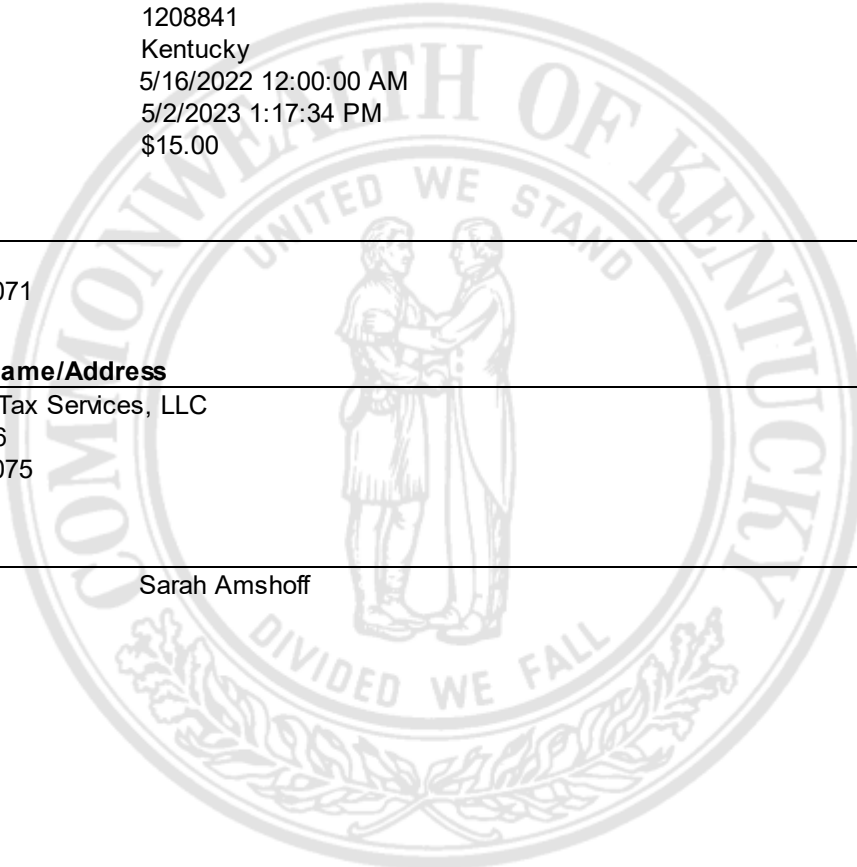 1208841
Kentucky
5/16/2022 12:00:00 AM
5/2/2023 1:17:34 PM
$15.00
COMMONWEALTH OF KENTUCKY
UNITED WE STAND
071
ame/Address
Tax Services, LLC
6
075
Sarah Amshoff
DIVIDED WE FALL